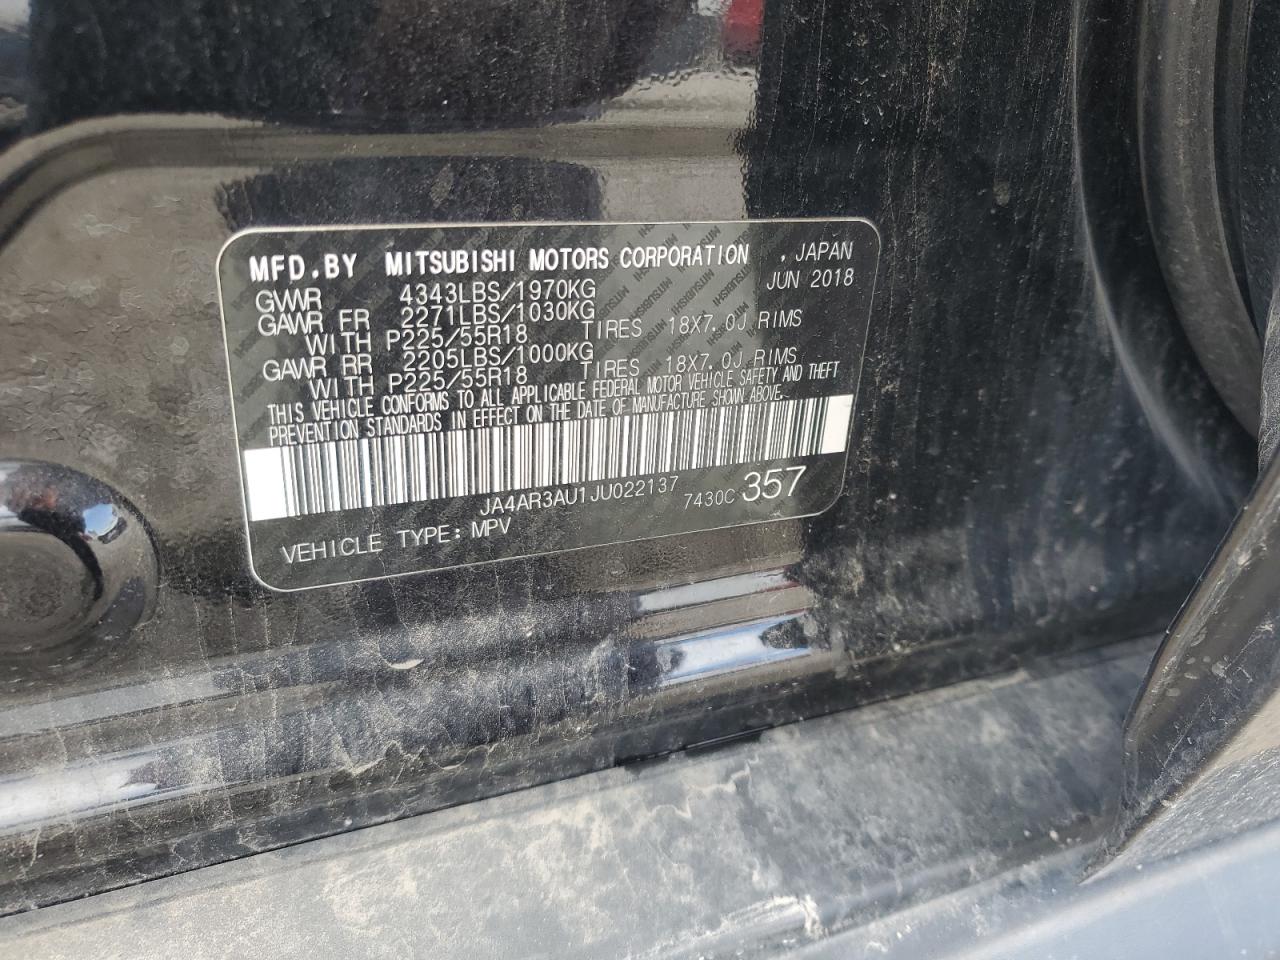 MFD.BY MITSUBISHI MOTORS CORPORATION . JAPAN
JUN 2018
GVWR 4343LBS/1970KG
GAWR FR 2271LBS/1030KG
WITH P225/55R18 TIRES 18X7.0J RIMS
GAWR RR 2205LBS/1000KG
WITH P225/55R18 TIRES 18X7.0J RIMS
THIS VEHICLE CONFORMS TO ALL APPLICABLE FEDERAL MOTOR VEHICLE SAFETY AND THEFT
PREVENTION STANDARDS IN EFFECT ON THE DATE OF MANUFACTURE SHOWN ABOVE.
JA4AR3AU1JU022137 7430C 357
VEHICLE TYPE: MPV